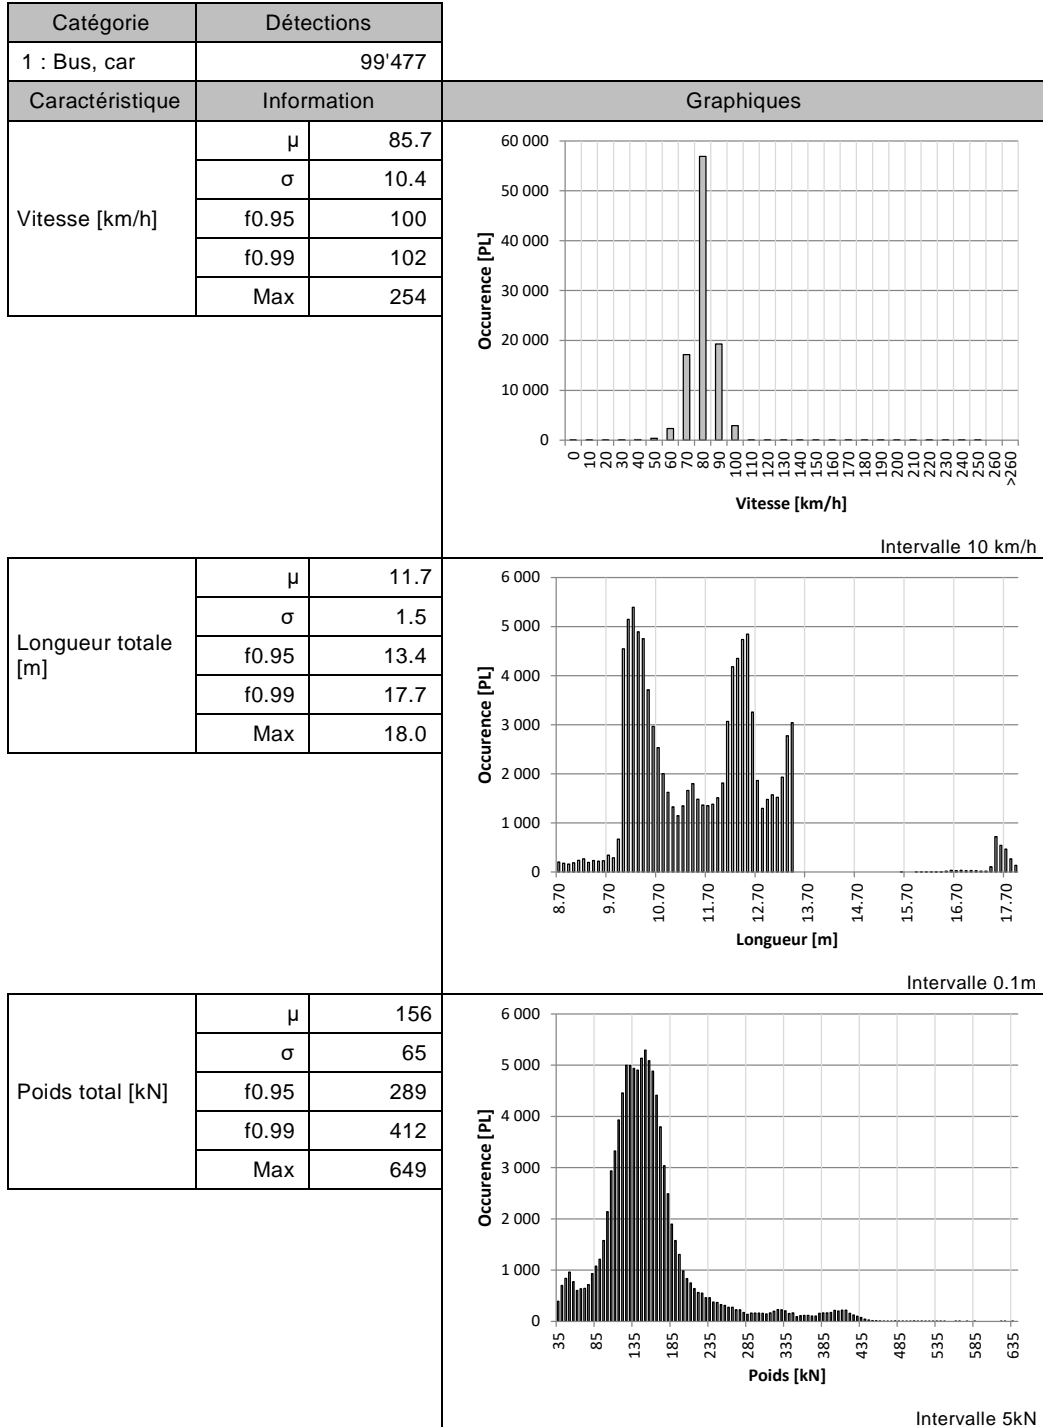 Catégorie Détections
1 : Bus, car 99'477
Caractéristique Information Graphiques
Vitesse [km/h]
µ 85.7
σ 10.4
f0.95 100
f0.99 102
Max 254
60 000
50 000
40 000
30 000
20 000
10 000
0
Occurence [PL]
0 10 20 30 40 50 60 70 80 90 100 110 120 130 140 150 160 170 180 190 200 210 220 230 240 250 260 >260
Vitesse [km/h]
Intervalle 10 km/h
Longueur totale
[m]
µ 11.7
σ 1.5
f0.95 13.4
f0.99 17.7
Max 18.0
6 000
5 000
4 000
3 000
2 000
1 000
0
Occurence [PL]
8.70 9.70 10.70 11.70 12.70 13.70 14.70 15.70 16.70 17.70
Longueur [m]
Intervalle 0.1m
Poids total [kN]
µ 156
σ 65
f0.95 289
f0.99 412
Max 649
6 000
5 000
4 000
3 000
2 000
1 000
0
Occurence [PL]
35 85 135 185 235 285 335 385 435 485 535 585 635
Poids [kN]
Intervalle 5kN